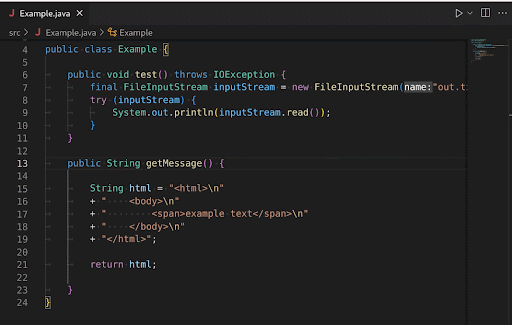 Example.java
src > Example.java > Example
4 public class Example {
5
6 public void test() throws IOException {
7 final FileInputStream inputStream = new FileInputStream(name:"out.t
8 try (inputStream) {
9 System.out.println(inputStream.read());
10 }
11 }
12
13 public String getMessage() {
14
15 String html = "<html>\n"
16 + "    <body>\n"
17 + "        <span>example text</span>\n"
18 + "    </body>\n"
19 + "</html>";
20
21 return html;
22
23 }
24 }